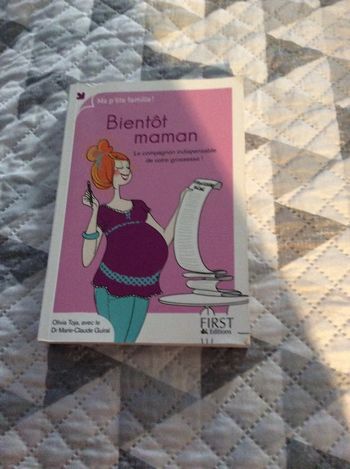 Ma p'tite famille !
Bientôt
maman
Le compagnon indispensable
de votre grossesse !
Olivia Toja, avec le
Dr Marie-Claude Guiral
FIRST
Editions